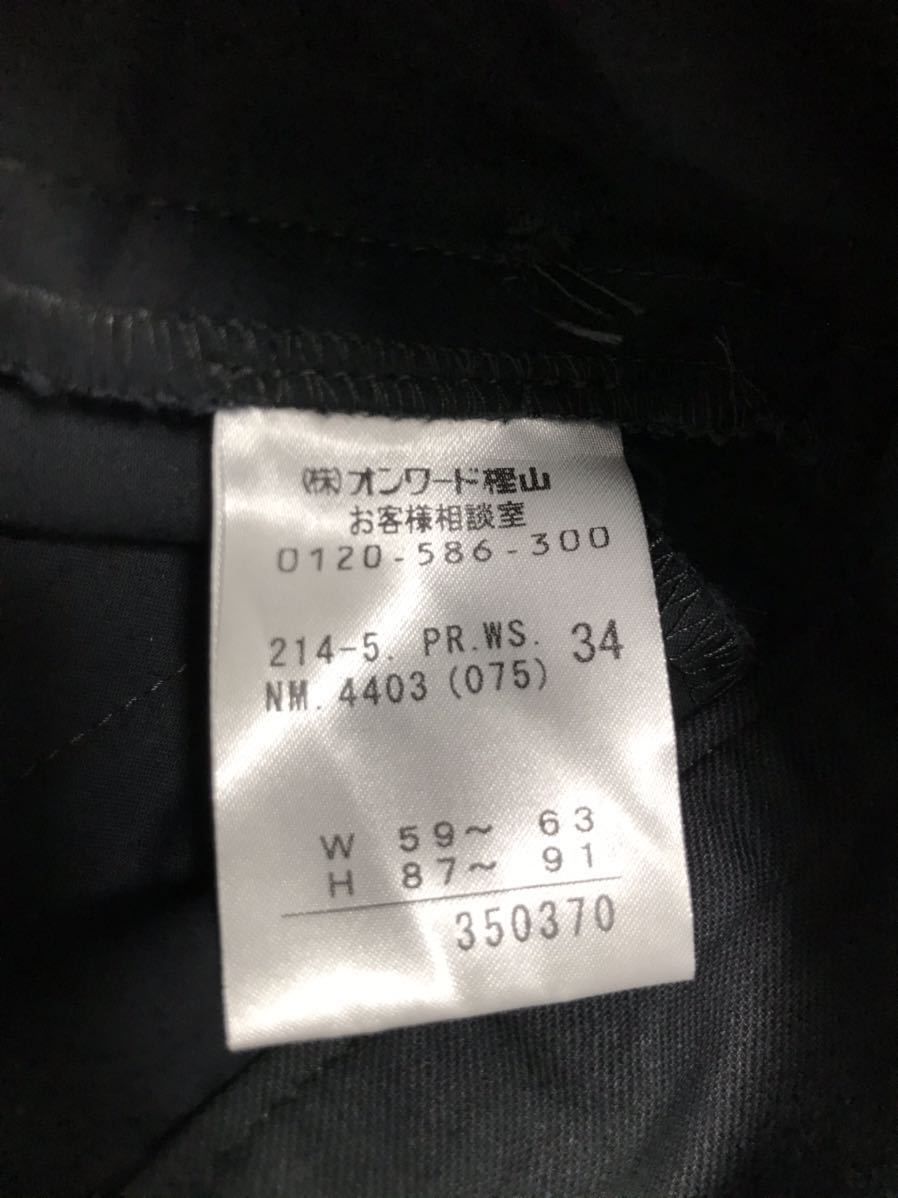 (株)オンワード樫山
お客様相談室
0120-586-300
214-5. PR.WS. 34
NM. 4403 (075)
W 59〜 63
H 87〜 91
350370